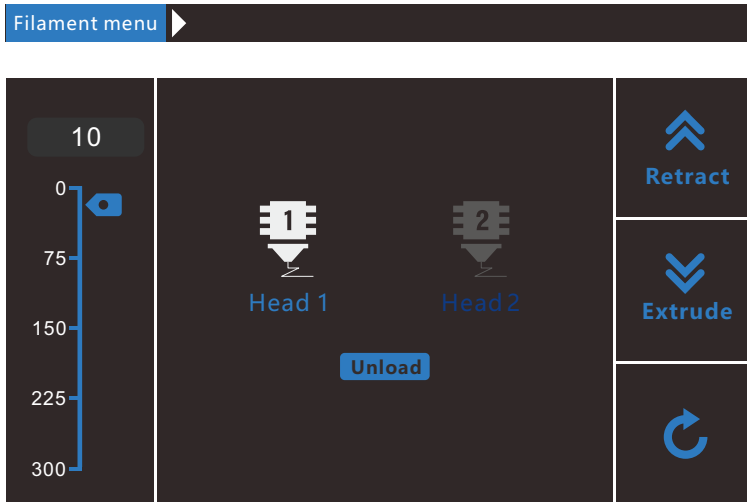 Filament menu
10
0
75
150
225
300
1
2
Head 1
Head 2
Unload
Retract
Extrude